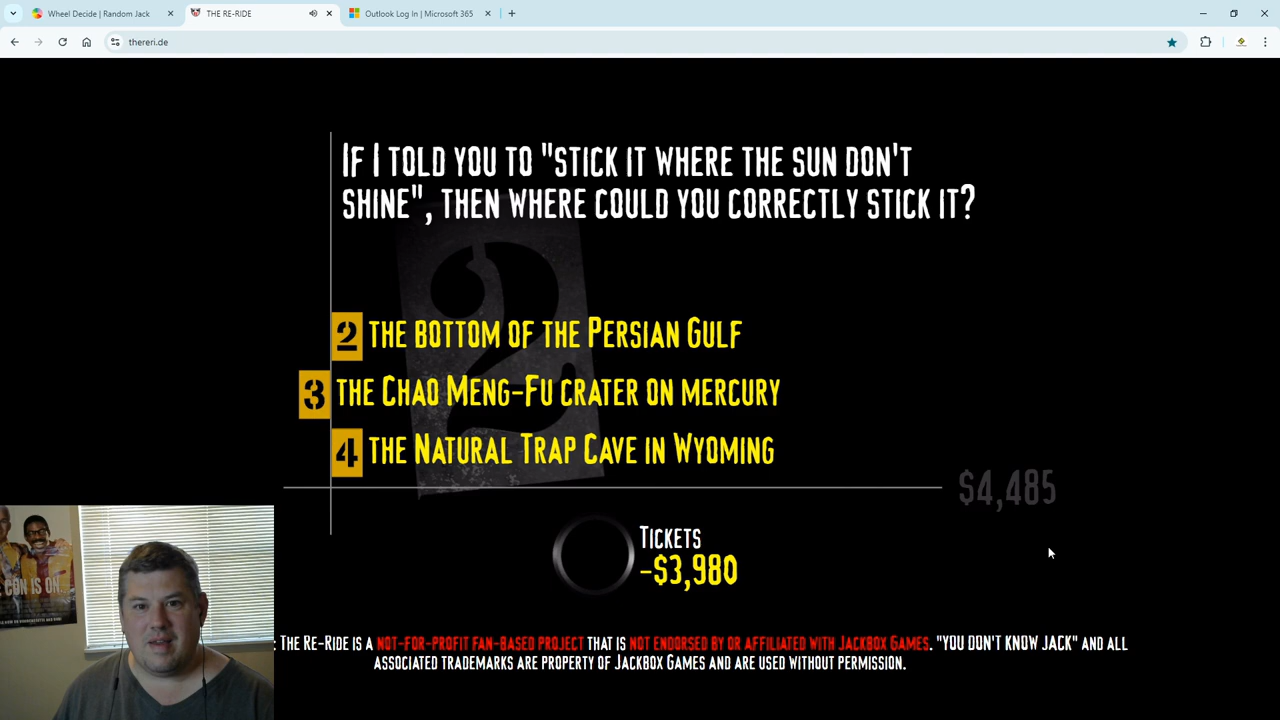 Wheel Decide | Random Jack
THE RE-RIDE
Outlook Log In | Microsoft 365
thereri.de
IF I TOLD YOU TO "STICK IT WHERE THE SUN DON'T
SHINE", THEN WHERE COULD YOU CORRECTLY STICK IT?
2
2 THE BOTTOM OF THE PERSIAN GULF
3 THE CHAO MENG-FU CRATER ON MERCURY
4 THE NATURAL TRAP CAVE IN WYOMING
$4,485
TICKETS
-$3,980
CON IS ON
: THE RE-RIDE IS A NOT-FOR-PROFIT FAN-BASED PROJECT THAT IS NOT ENDORSED BY OR AFFILIATED WITH JACKBOX GAMES. "YOU DON'T KNOW JACK" AND ALL
ASSOCIATED TRADEMARKS ARE PROPERTY OF JACKBOX GAMES AND ARE USED WITHOUT PERMISSION.